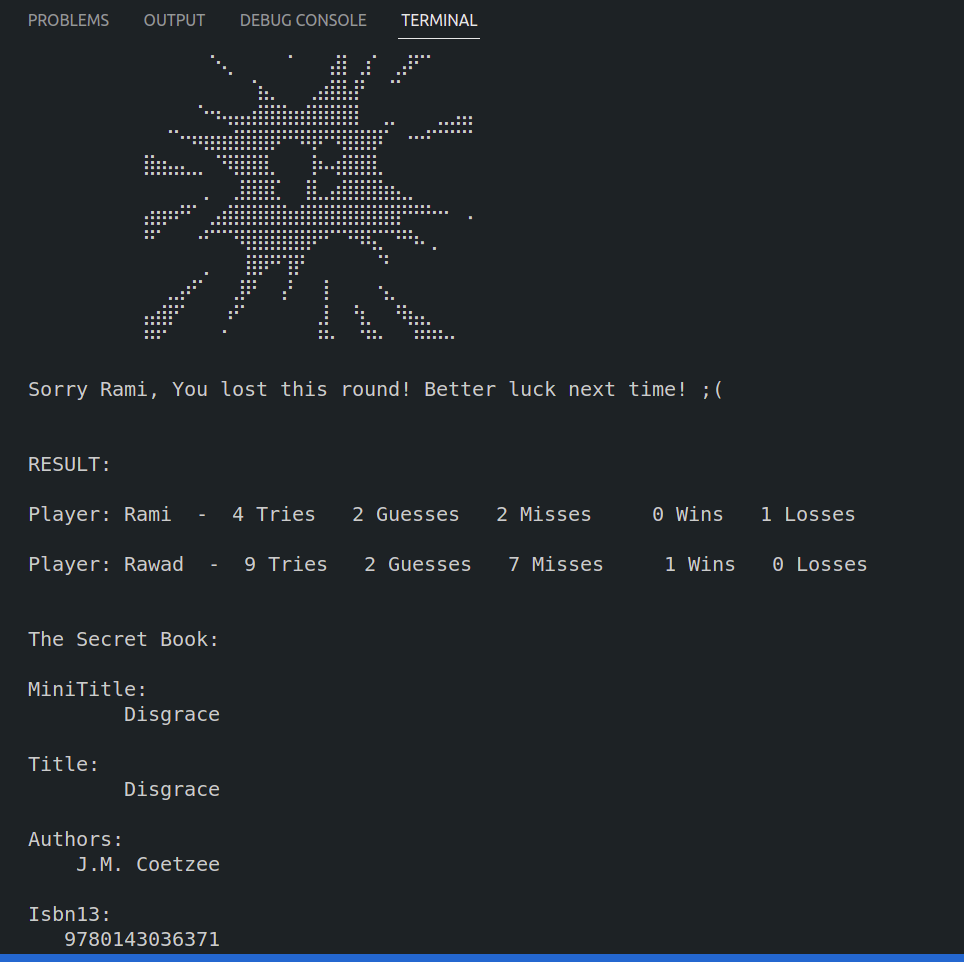 PROBLEMS OUTPUT DEBUG CONSOLE TERMINAL
Sorry Rami, You lost this round! Better luck next time! ;(
RESULT:
Player: Rami  -  4 Tries   2 Guesses   2 Misses     0 Wins   1 Losses
Player: Rawad  -  9 Tries   2 Guesses   7 Misses     1 Wins   0 Losses
The Secret Book:
MiniTitle:
Disgrace
Title:
Disgrace
Authors:
J.M. Coetzee
Isbn13:
9780143036371